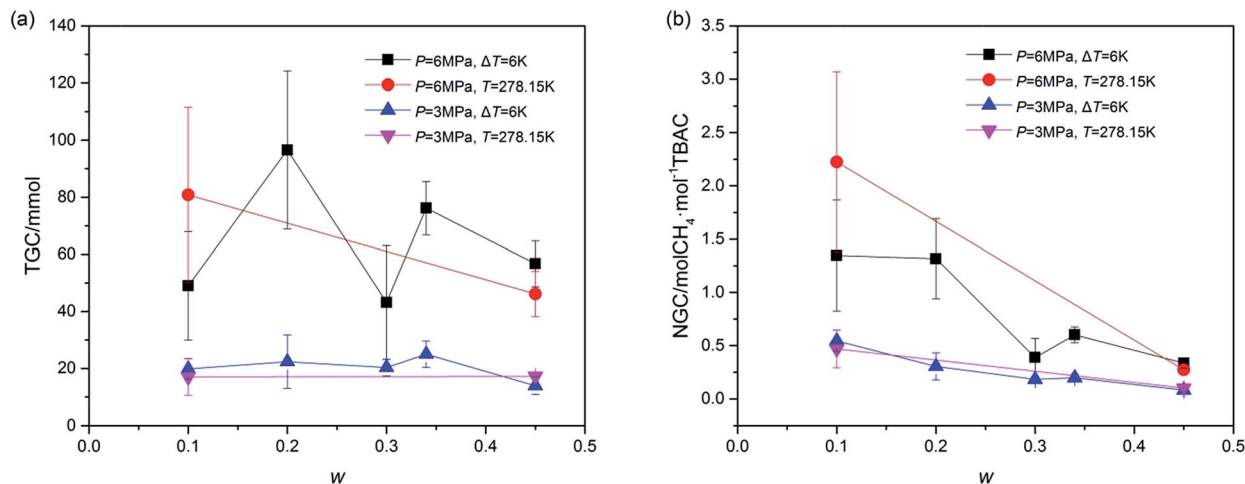 (a)
140
120
100
80
60
40
20
0
TGC/mmol
P=6MPa, ΔT=6K
P=6MPa, T=278.15K
P=3MPa, ΔT=6K
P=3MPa, T=278.15K
0.0 0.1 0.2 0.3 0.4 0.5
w
(b)
3.5
3.0
2.5
2.0
1.5
1.0
0.5
0.0
NGC/molCH₄·mol⁻¹TBAC
P=6MPa, ΔT=6K
P=6MPa, T=278.15K
P=3MPa, ΔT=6K
P=3MPa, T=278.15K
0.0 0.1 0.2 0.3 0.4 0.5
w